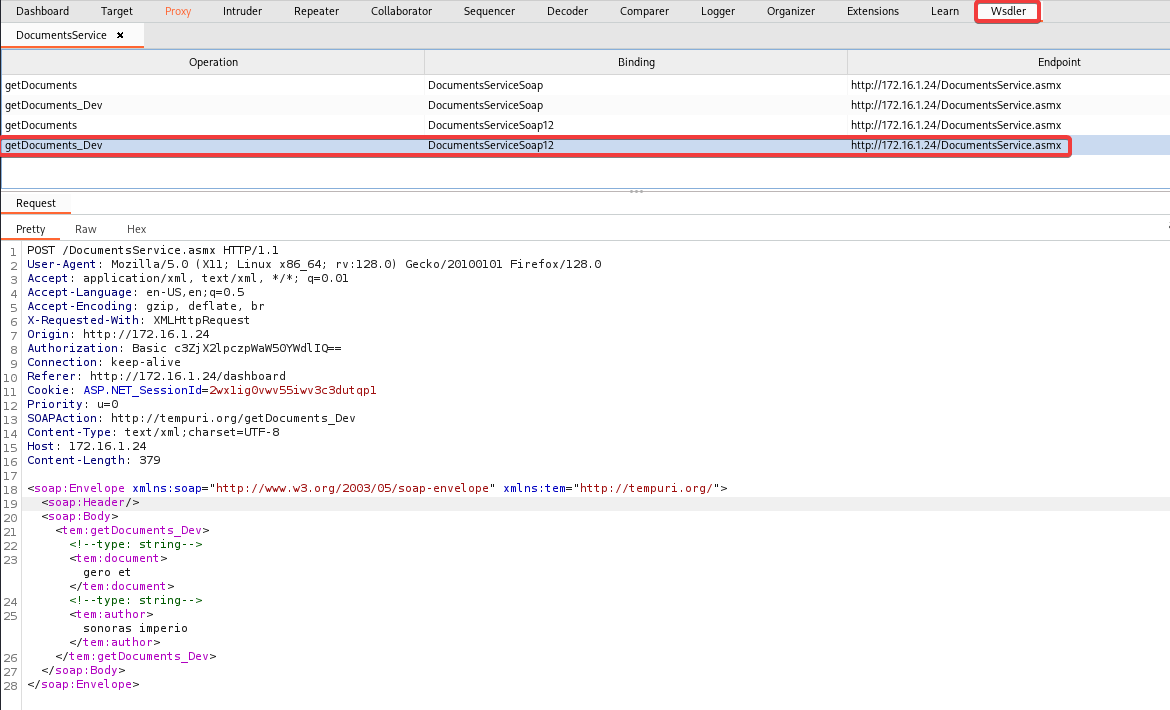 Dashboard Target Proxy Intruder Repeater Collaborator Sequencer Decoder Comparer Logger Organizer Extensions Learn Wsdler
DocumentsService ×
Operation Binding Endpoint
getDocuments DocumentsServiceSoap http://172.16.1.24/DocumentsService.asmx
getDocuments_Dev DocumentsServiceSoap http://172.16.1.24/DocumentsService.asmx
getDocuments DocumentsServiceSoap12 http://172.16.1.24/DocumentsService.asmx
getDocuments_Dev DocumentsServiceSoap12 http://172.16.1.24/DocumentsService.asmx
Request
Pretty Raw Hex
1 POST /DocumentsService.asmx HTTP/1.1
2 User-Agent: Mozilla/5.0 (X11; Linux x86_64; rv:128.0) Gecko/20100101 Firefox/128.0
3 Accept: application/xml, text/xml, */*; q=0.01
4 Accept-Language: en-US,en;q=0.5
5 Accept-Encoding: gzip, deflate, br
6 X-Requested-With: XMLHttpRequest
7 Origin: http://172.16.1.24
8 Authorization: Basic c3ZjX2lpczpWaW50YWdlIQ==
9 Connection: keep-alive
10 Referer: http://172.16.1.24/dashboard
11 Cookie: ASP.NET_SessionId=2wx1ig0vwv55iwv3c3dutqp1
12 Priority: u=0
13 SOAPAction: http://tempuri.org/getDocuments_Dev
14 Content-Type: text/xml;charset=UTF-8
15 Host: 172.16.1.24
16 Content-Length: 379
17
18 <soap:Envelope xmlns:soap="http://www.w3.org/2003/05/soap-envelope" xmlns:tem="http://tempuri.org/">
19 <soap:Header/>
20 <soap:Body>
21 <tem:getDocuments_Dev>
22 <!--type: string-->
23 <tem:document>
gero et
</tem:document>
24 <!--type: string-->
25 <tem:author>
sonoras imperio
</tem:author>
26 </tem:getDocuments_Dev>
27 </soap:Body>
28 </soap:Envelope>